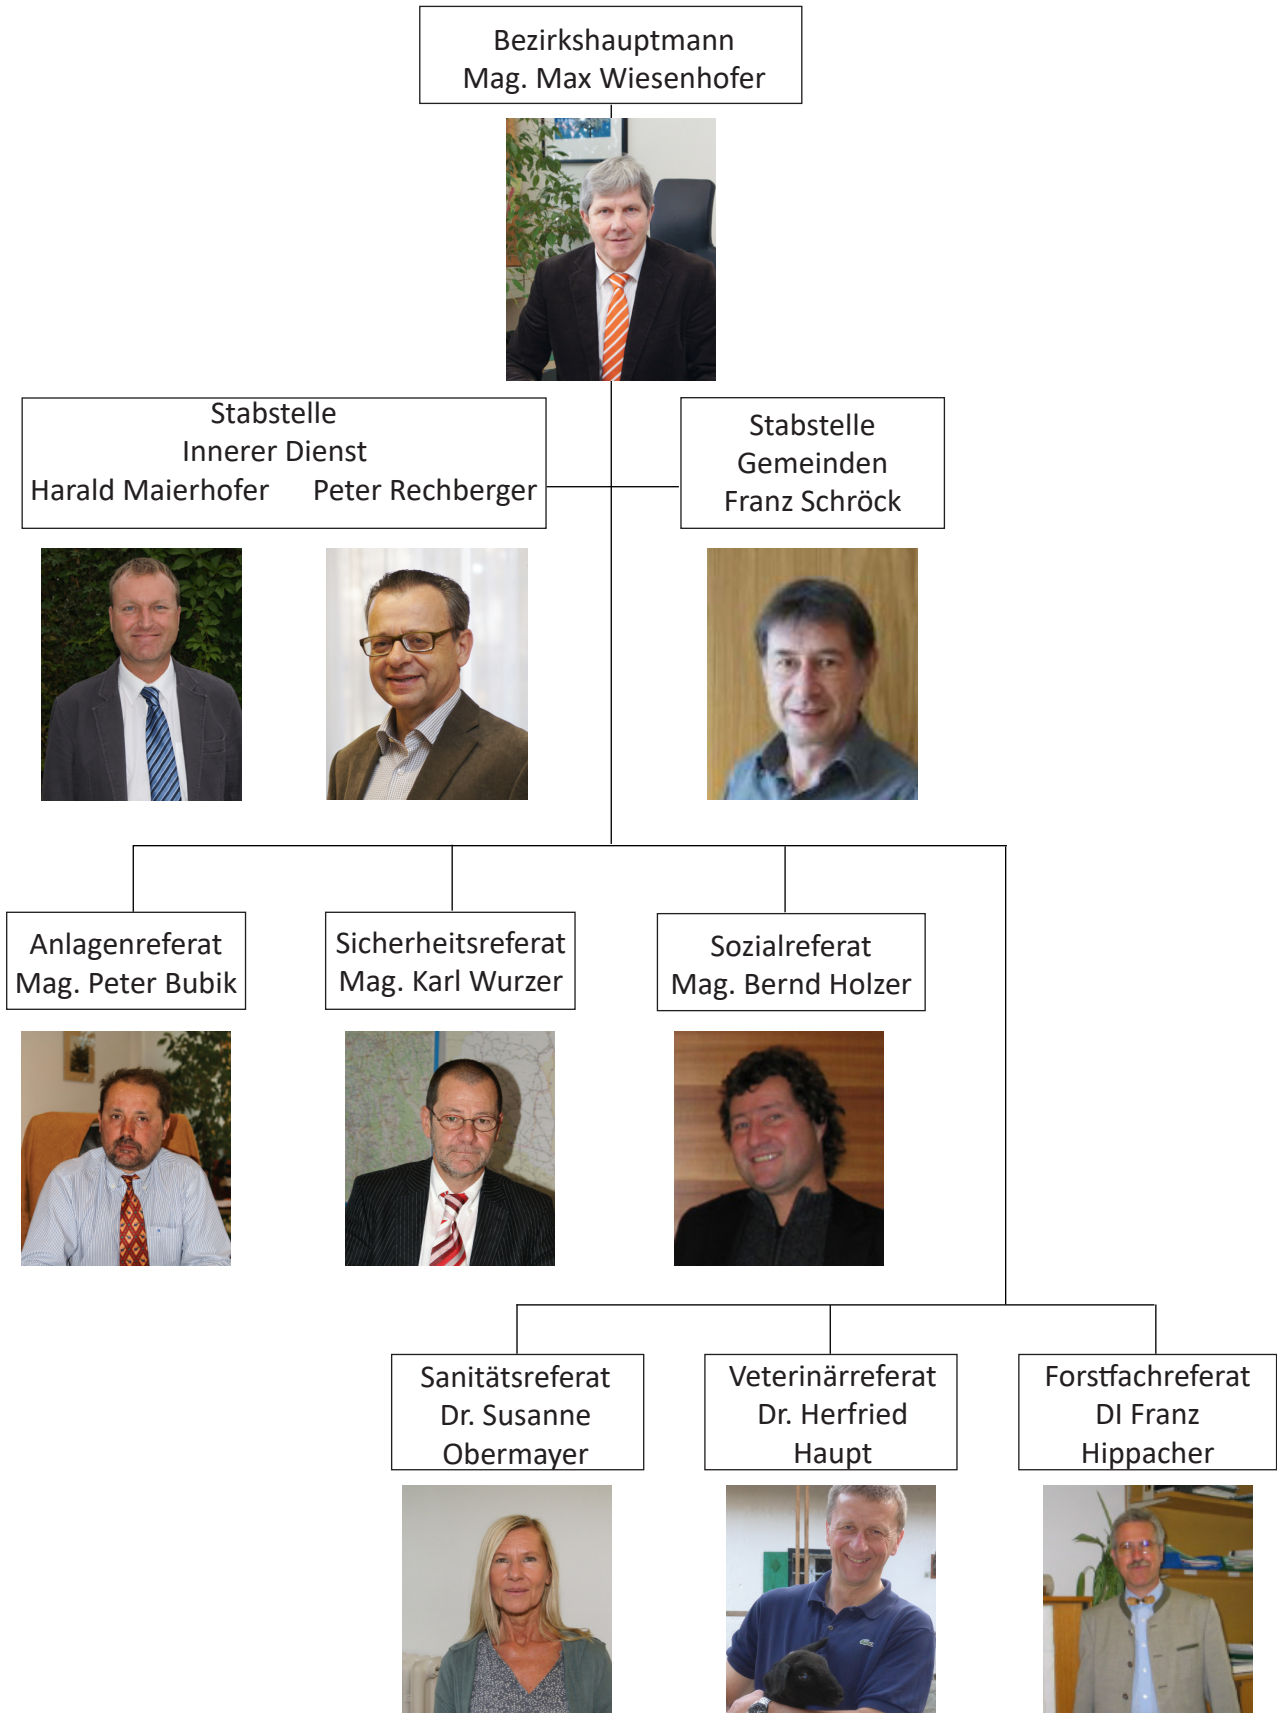 Bezirkshauptmann
Mag. Max Wiesenhofer
Stabstelle
Innerer Dienst
Harald Maierhofer Peter Rechberger
Stabstelle
Gemeinden
Franz Schröck
Anlagenreferat
Mag. Peter Bubik
Sicherheitsreferat
Mag. Karl Wurzer
Sozialreferat
Mag. Bernd Holzer
Sanitätsreferat
Dr. Susanne
Obermayer
Veterinärreferat
Dr. Herfried
Haupt
Forstfachreferat
DI Franz
Hippacher